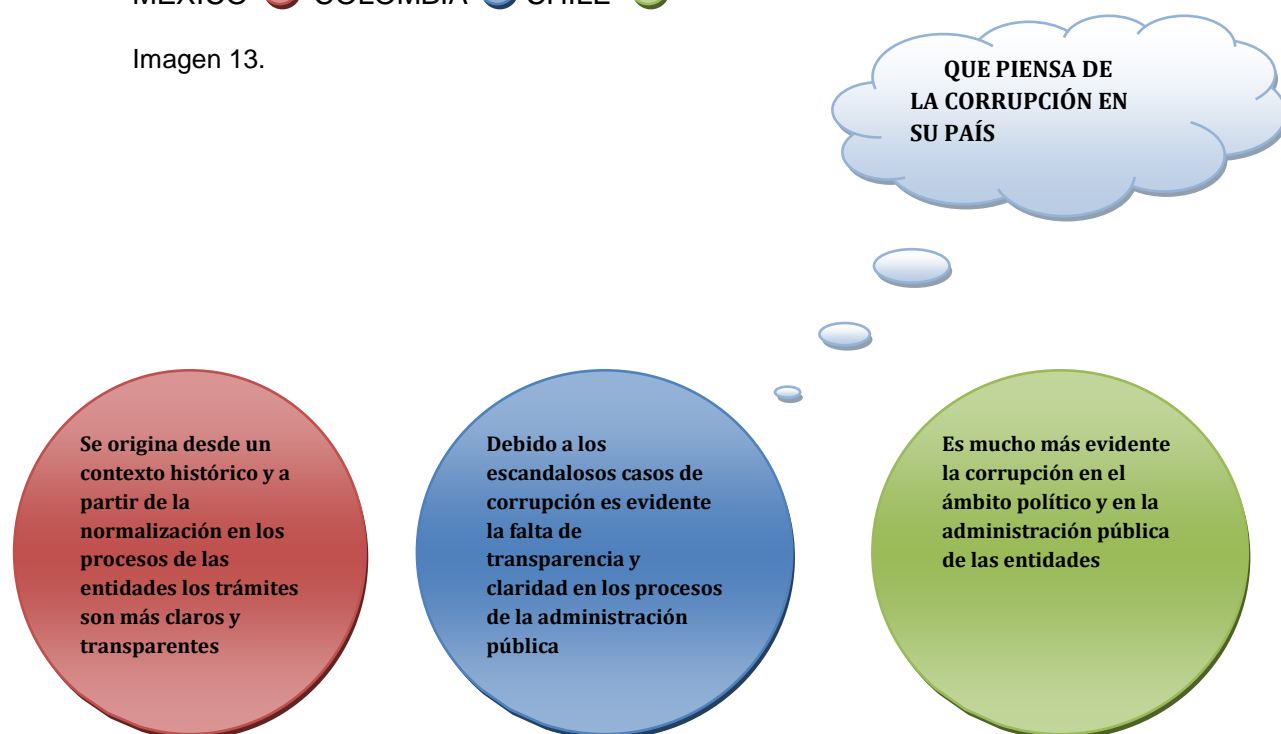 MÉXICO COLOMBIA CHILE
Imagen 13.
QUE PIENSA DE
LA CORRUPCIÓN EN
SU PAÍS
Se origina desde un
contexto histórico y a
partir de la
normalización en los
procesos de las
entidades los trámites
son más claros y
transparentes
Debido a los
escandalosos casos de
corrupción es evidente
la falta de
transparencia y
claridad en los procesos
de la administración
pública
Es mucho más evidente
la corrupción en el
ámbito político y en la
administración pública
de las entidades